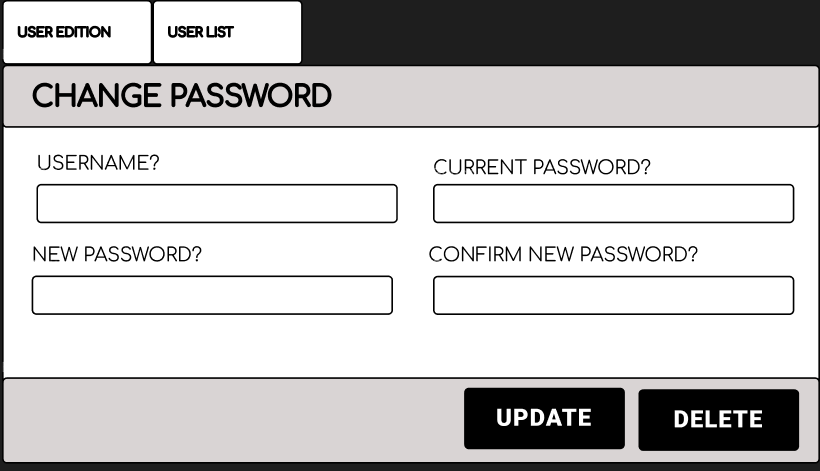 USER EDITION
USER LIST
CHANGE PASSWORD
USERNAME?
CURRENT PASSWORD?
NEW PASSWORD?
CONFIRM NEW PASSWORD?
UPDATE
DELETE